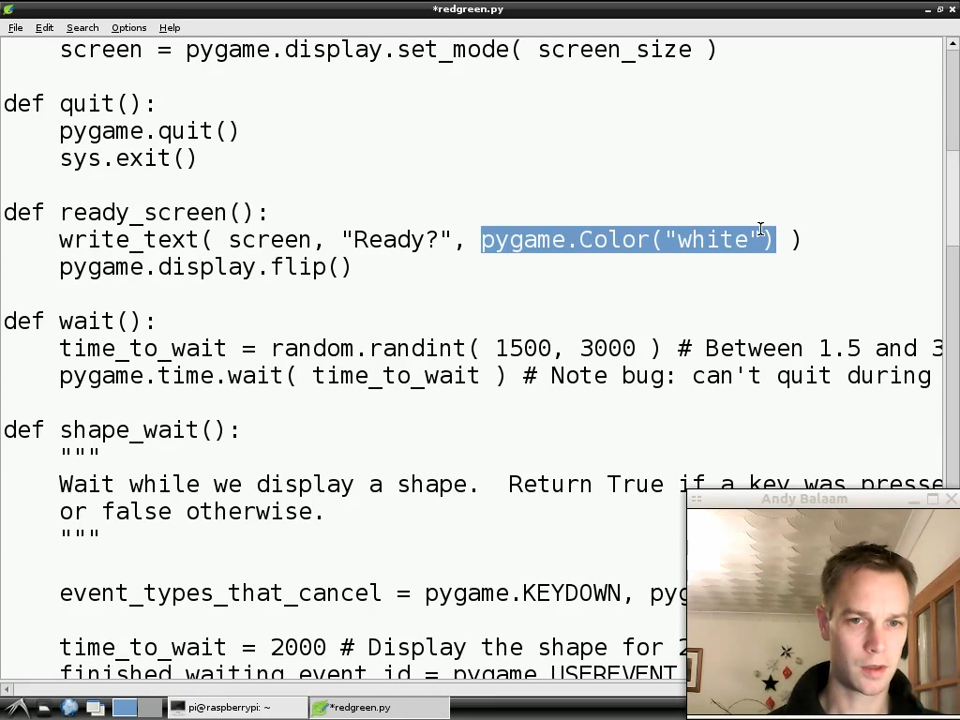 *redgreen.py
File Edit Search Options Help
screen = pygame.display.set_mode( screen_size )
def quit():
pygame.quit()
sys.exit()
def ready_screen():
write_text( screen, "Ready?", pygame.Color("white") )
pygame.display.flip()
def wait():
time_to_wait = random.randint( 1500, 3000 ) # Between 1.5 and 3
pygame.time.wait( time_to_wait ) # Note bug: can't quit during
def shape_wait():
"""
Wait while we display a shape.  Return True if a key was presse
or false otherwise.
"""
event_types_that_cancel = pygame.KEYDOWN, pyg
time_to_wait = 2000 # Display the shape for 2
finished_waiting_event_id = pygame.USEREVENT
Andy Balaam
pi@raspberrypi: ~
*redgreen.py